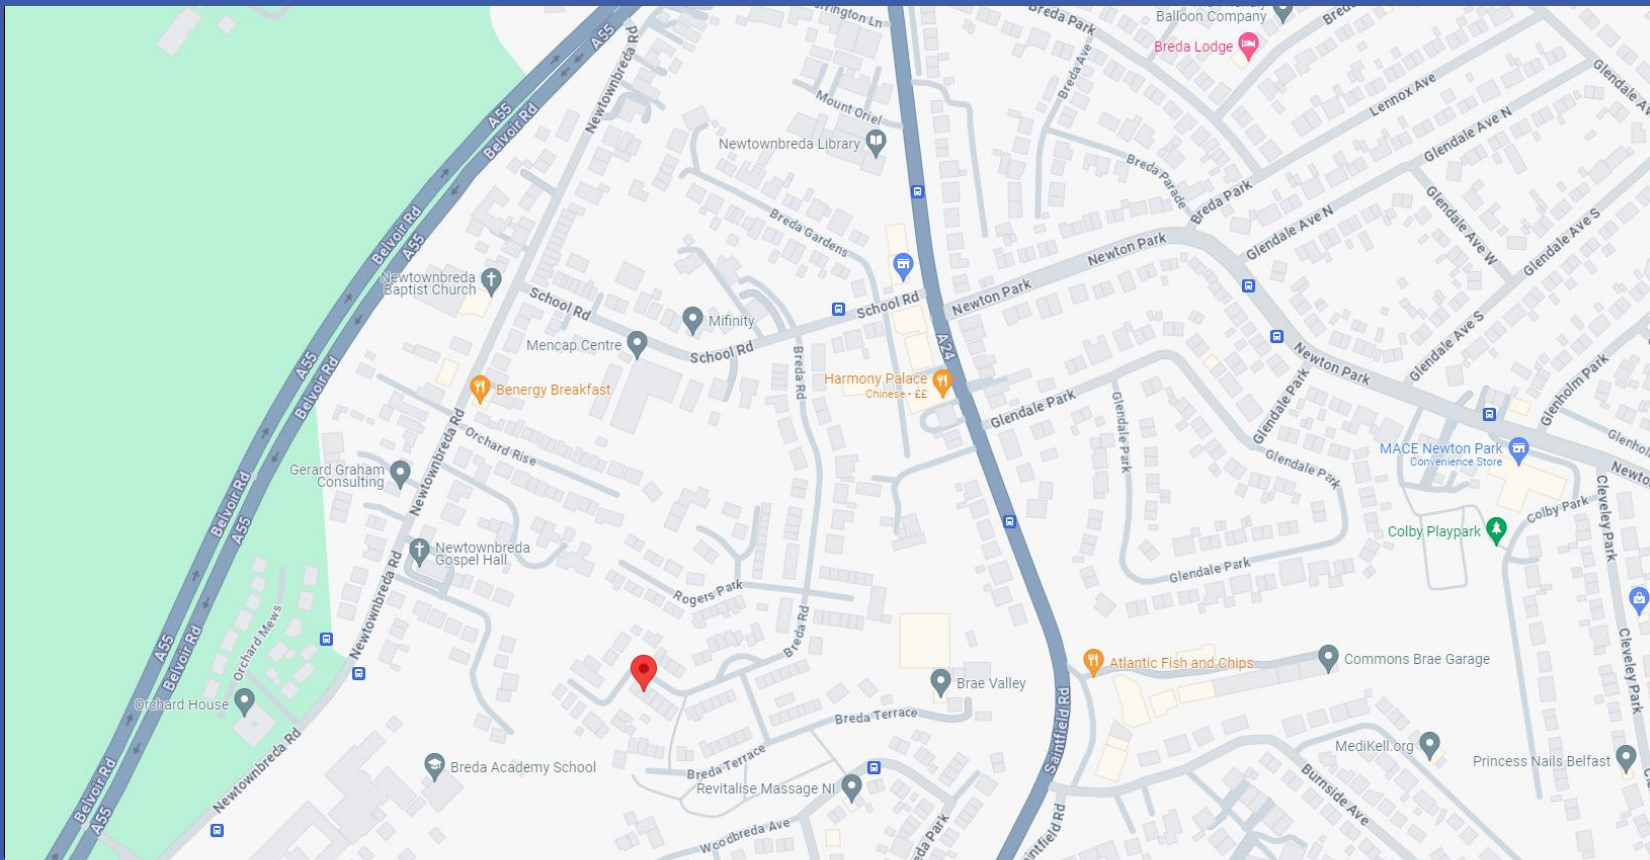 A55
Newtownbreda Rd
Breda Park
Balloon Company
Breda Lodge
Breda Ave
Lennox Ave
Glendale Ave N
A55
Belvoir Rd
Mount Oriel
Newtownbreda Library
Breda Parade
Breda Park
Glendale Ave N
Glendale Ave W
Glendale Ave S
Belvoir Rd
A55
Breda Gardens
Newton Park
Newtownbreda
Baptist Church
School Rd
School Rd
Newton Park
Mifinity
Mencap Centre
School Rd
A24
Newton Park
Glendale Ave S
Glenholm Park
A55
Belvoir Rd
Benergy Breakfast
Breda Rd
Harmony Palace
Chinese • ££
Glendale Park
Glendale Park
Glendale Park
Newtownbreda Rd
Orchard Rise
MACE Newton Park
Convenience Store
Gerard Graham
Consulting
Glendale Park
Belvoir Rd
A55
Colby Park
Cleveley Park
Colby Playpark
Newtownbreda
Gospel Hall
Glendale Park
Newtownbreda Rd
Rogers Park
Breda Rd
Orchard Mews
A55
Belvoir Rd
Atlantic Fish and Chips
Commons Brae Garage
Cleveley Park
Brae Valley
Orchard House
Breda Terrace
Saintfield Rd
Newtownbreda Rd
Breda Academy School
Breda Terrace
MediKell.org
Princess Nails Belfast
Revitalise Massage NI
Burnside Ave
Belvoir Rd
A55
Woodbreda Ave